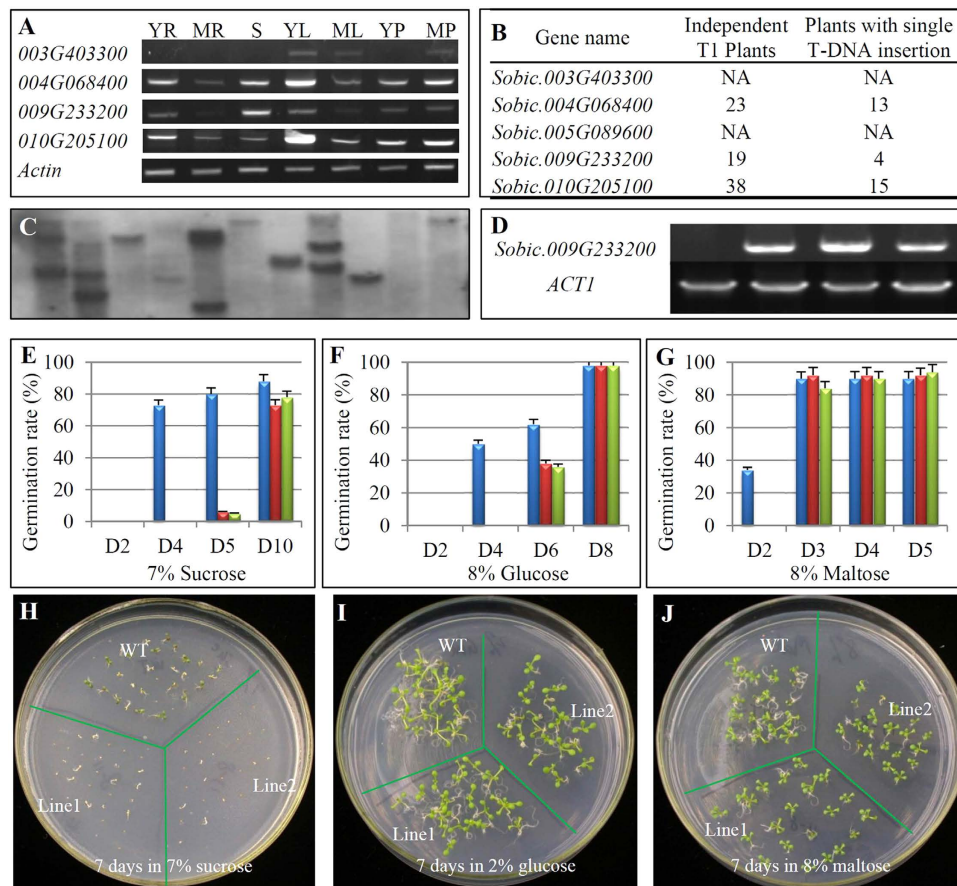 A YR MR S YL ML YP MP
003G403300
004G068400
009G233200
010G205100
Actin
B Gene name Independent T1 Plants Plants with single T-DNA insertion
Sobic.003G403300 NA NA
Sobic.004G068400 23 13
Sobic.005G089600 NA NA
Sobic.009G233200 19 4
Sobic.010G205100 38 15
C
D
Sobic.009G233200
ACT1
E
Germination rate (%)
100
80
60
40
20
0
D2 D4 D5 D10
7% Sucrose
F
Germination rate (%)
100
80
60
40
20
0
D2 D4 D6 D8
8% Glucose
G
Germination rate (%)
100
80
60
40
20
0
D2 D3 D4 D5
8% Maltose
H
WT
Line1
Line2
7 days in 7% sucrose
I
WT
Line2
Line1
7 days in 2% glucose
J
WT
Line2
Line1
7 days in 8% maltose